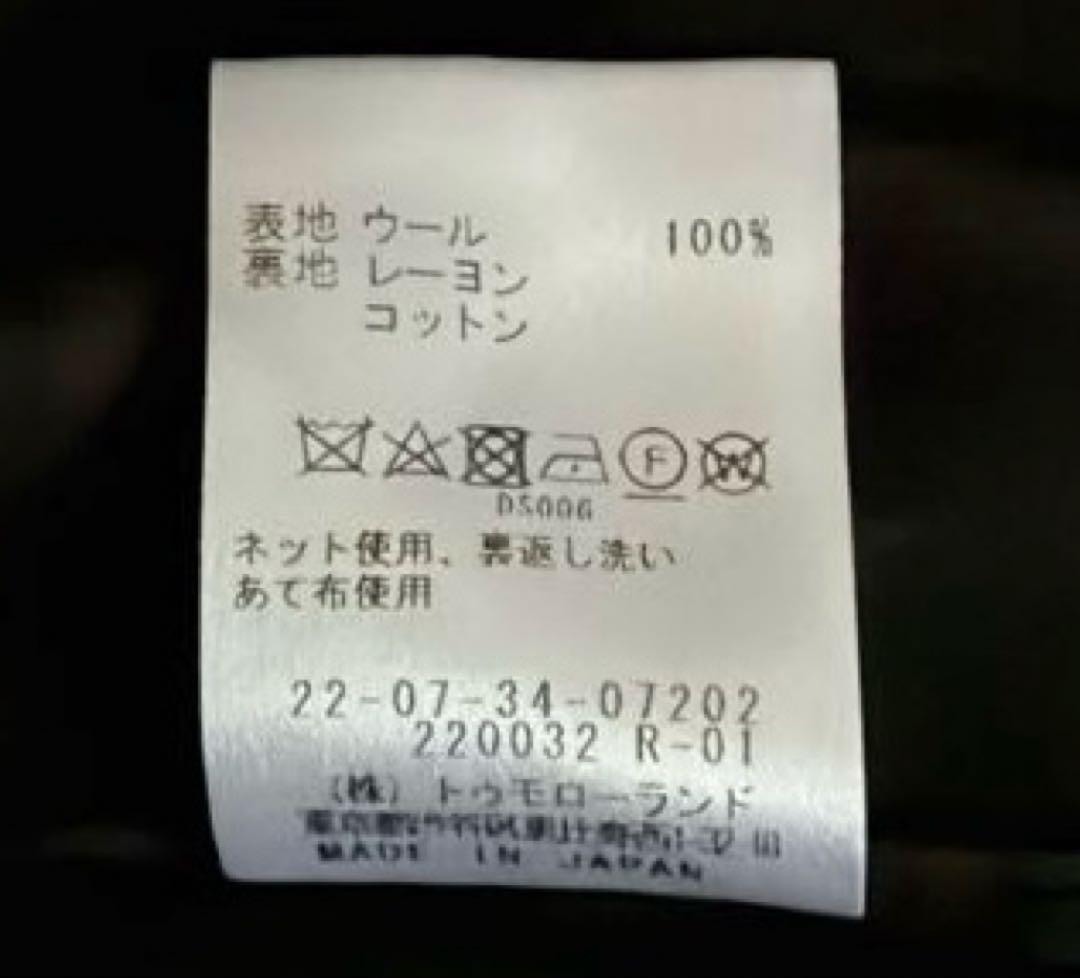 表地 ウール 100%
裏地 レーヨン
コットン
F W
DS006
ネット使用、裏返し洗い
あて布使用
22-07-34-07202
220032 R-01
(株) トゥモローランド
MADE IN JAPAN